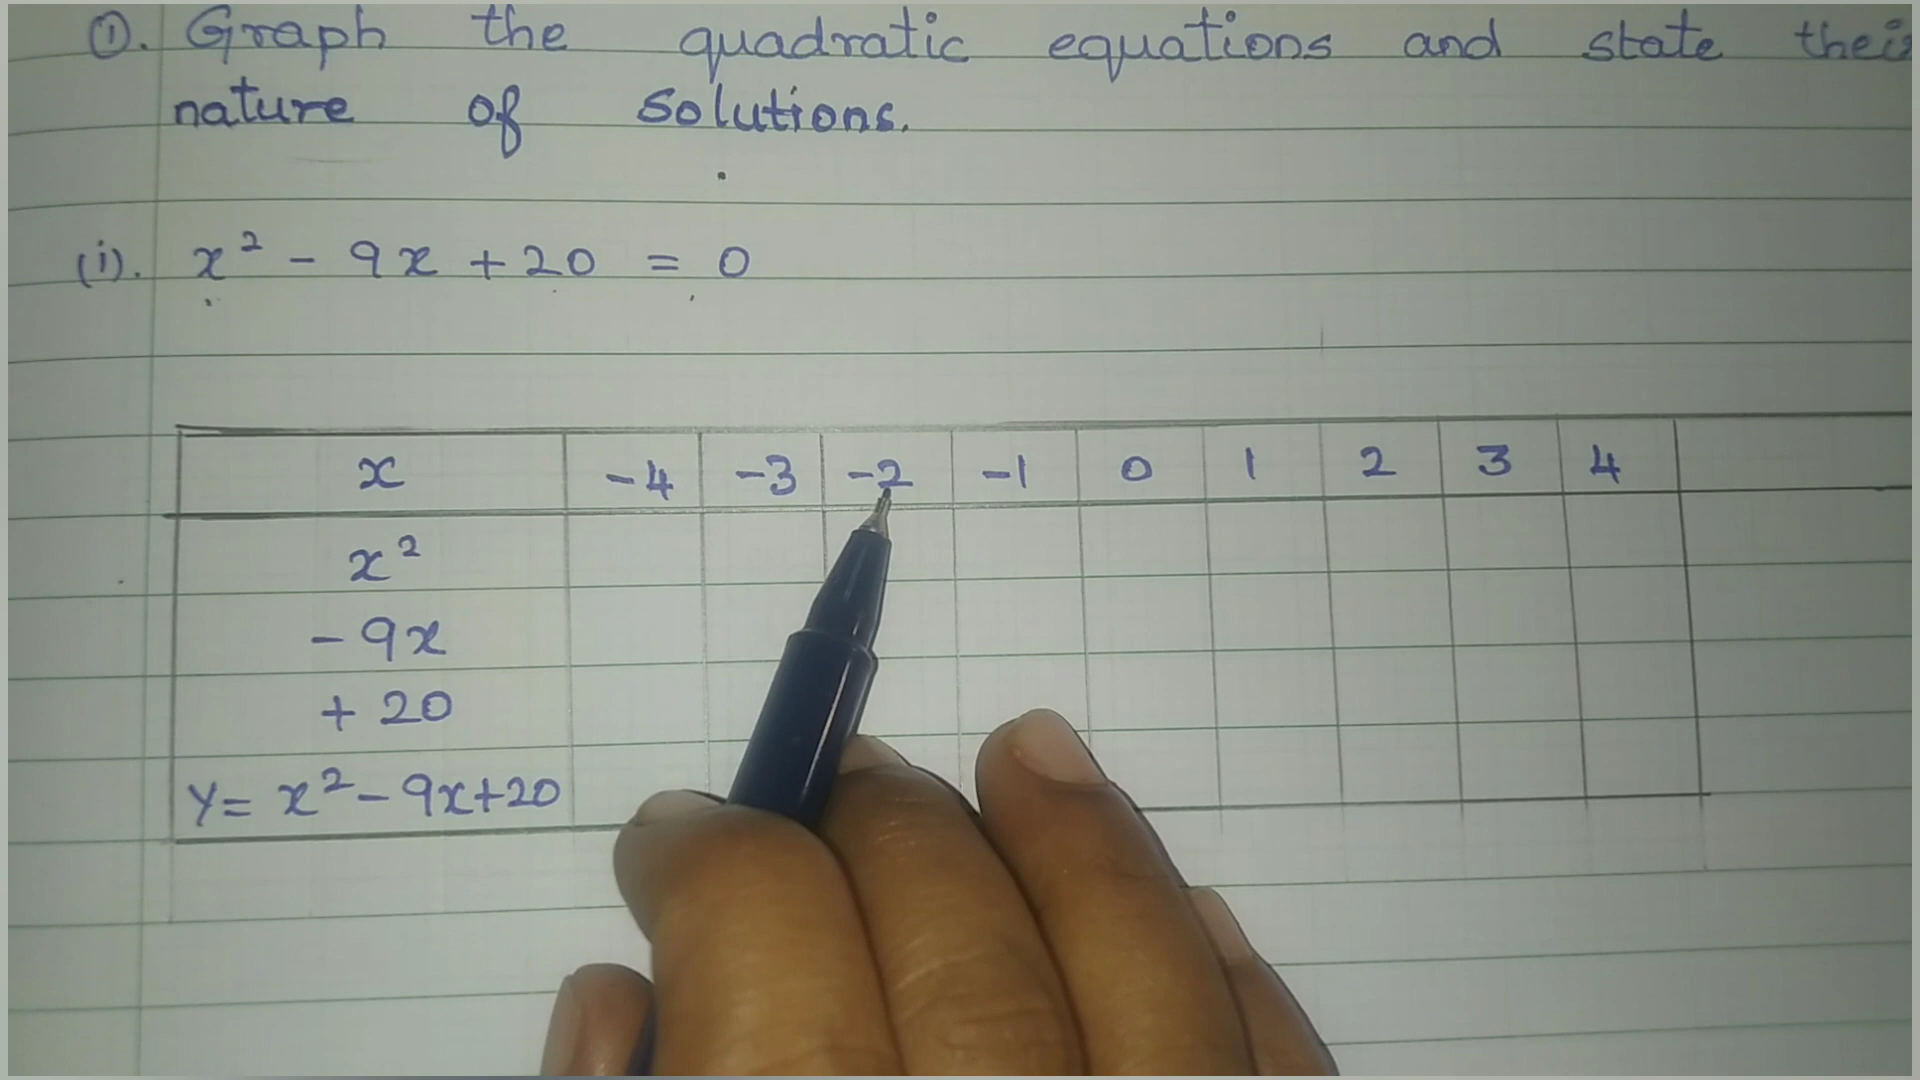 ①. Graph the quadratic equations and state their
nature of solutions.
(i). x² - 9x + 20 = 0
x -4 -3 -2 -1 0 1 2 3 4
x²
- 9x
+ 20
Y = x² - 9x + 20